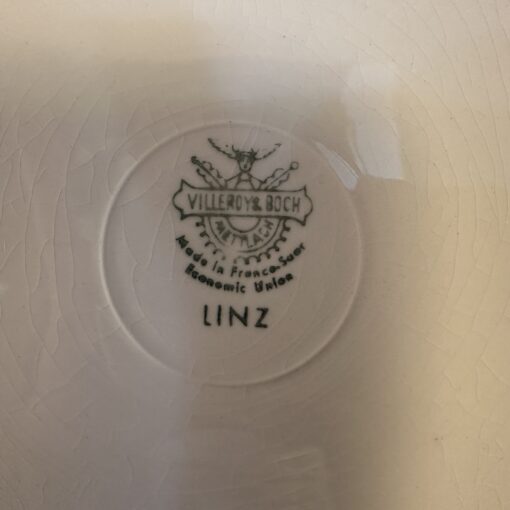 VILLEROY & BOCH
METTLACH
Made in France-Saar
Economic Union
LINZ